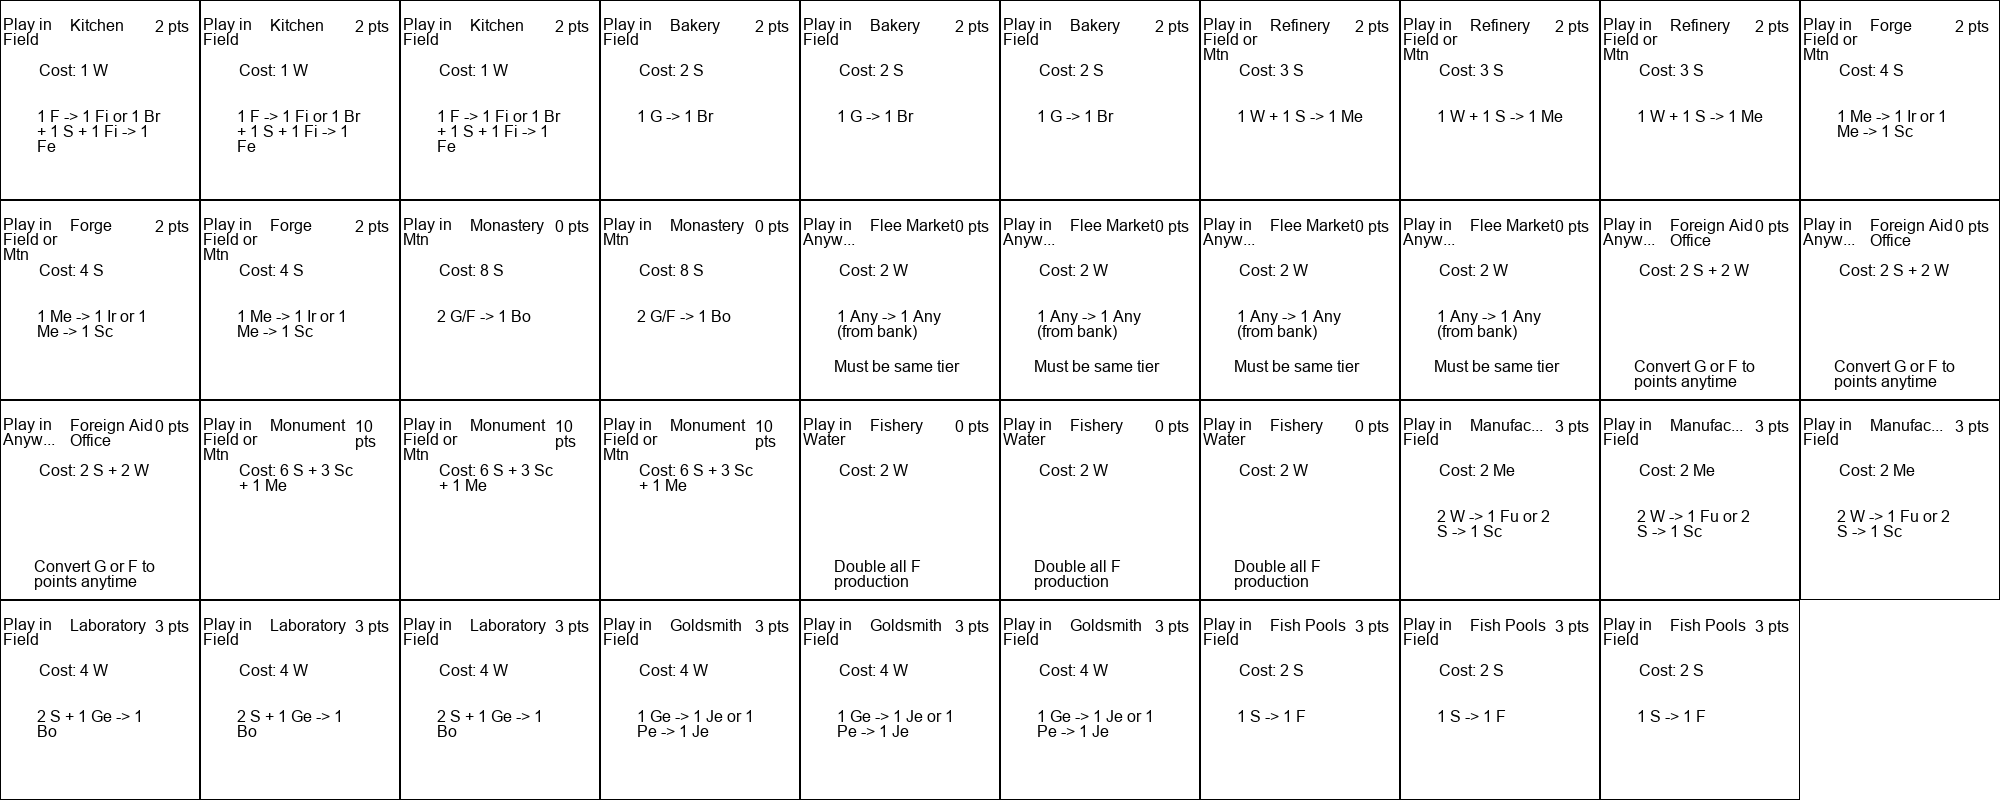 Play in Kitchen 2 pts
Field
Cost: 1 W
1 F -> 1 Fi or 1 Br
+ 1 S + 1 Fi -> 1
Fe
Play in Kitchen 2 pts
Field
Cost: 1 W
1 F -> 1 Fi or 1 Br
+ 1 S + 1 Fi -> 1
Fe
Play in Kitchen 2 pts
Field
Cost: 1 W
1 F -> 1 Fi or 1 Br
+ 1 S + 1 Fi -> 1
Fe
Play in Bakery 2 pts
Field
Cost: 2 S
1 G -> 1 Br
Play in Bakery 2 pts
Field
Cost: 2 S
1 G -> 1 Br
Play in Bakery 2 pts
Field
Cost: 2 S
1 G -> 1 Br
Play in Refinery 2 pts
Field or
Mtn
Cost: 3 S
1 W + 1 S -> 1 Me
Play in Refinery 2 pts
Field or
Mtn
Cost: 3 S
1 W + 1 S -> 1 Me
Play in Refinery 2 pts
Field or
Mtn
Cost: 3 S
1 W + 1 S -> 1 Me
Play in Forge 2 pts
Field or
Mtn
Cost: 4 S
1 Me -> 1 Ir or 1
Me -> 1 Sc
Play in Forge 2 pts
Field or
Mtn
Cost: 4 S
1 Me -> 1 Ir or 1
Me -> 1 Sc
Play in Forge 2 pts
Field or
Mtn
Cost: 4 S
1 Me -> 1 Ir or 1
Me -> 1 Sc
Play in Monastery 0 pts
Mtn
Cost: 8 S
2 G/F -> 1 Bo
Play in Monastery 0 pts
Mtn
Cost: 8 S
2 G/F -> 1 Bo
Play in Flee Market 0 pts
Anyw...
Cost: 2 W
1 Any -> 1 Any
(from bank)
Must be same tier
Play in Flee Market 0 pts
Anyw...
Cost: 2 W
1 Any -> 1 Any
(from bank)
Must be same tier
Play in Flee Market 0 pts
Anyw...
Cost: 2 W
1 Any -> 1 Any
(from bank)
Must be same tier
Play in Flee Market 0 pts
Anyw...
Cost: 2 W
1 Any -> 1 Any
(from bank)
Must be same tier
Play in Foreign Aid 0 pts
Anyw... Office
Cost: 2 S + 2 W
Convert G or F to
points anytime
Play in Foreign Aid 0 pts
Anyw... Office
Cost: 2 S + 2 W
Convert G or F to
points anytime
Play in Foreign Aid 0 pts
Anyw... Office
Cost: 2 S + 2 W
Convert G or F to
points anytime
Play in Monument 10
Field or pts
Mtn
Cost: 6 S + 3 Sc
+ 1 Me
Play in Monument 10
Field or pts
Mtn
Cost: 6 S + 3 Sc
+ 1 Me
Play in Monument 10
Field or pts
Mtn
Cost: 6 S + 3 Sc
+ 1 Me
Play in Fishery 0 pts
Water
Cost: 2 W
Double all F
production
Play in Fishery 0 pts
Water
Cost: 2 W
Double all F
production
Play in Fishery 0 pts
Water
Cost: 2 W
Double all F
production
Play in Manufac... 3 pts
Field
Cost: 2 Me
2 W -> 1 Fu or 2
S -> 1 Sc
Play in Manufac... 3 pts
Field
Cost: 2 Me
2 W -> 1 Fu or 2
S -> 1 Sc
Play in Manufac... 3 pts
Field
Cost: 2 Me
2 W -> 1 Fu or 2
S -> 1 Sc
Play in Laboratory 3 pts
Field
Cost: 4 W
2 S + 1 Ge -> 1
Bo
Play in Laboratory 3 pts
Field
Cost: 4 W
2 S + 1 Ge -> 1
Bo
Play in Laboratory 3 pts
Field
Cost: 4 W
2 S + 1 Ge -> 1
Bo
Play in Goldsmith 3 pts
Field
Cost: 4 W
1 Ge -> 1 Je or 1
Pe -> 1 Je
Play in Goldsmith 3 pts
Field
Cost: 4 W
1 Ge -> 1 Je or 1
Pe -> 1 Je
Play in Goldsmith 3 pts
Field
Cost: 4 W
1 Ge -> 1 Je or 1
Pe -> 1 Je
Play in Fish Pools 3 pts
Field
Cost: 2 S
1 S -> 1 F
Play in Fish Pools 3 pts
Field
Cost: 2 S
1 S -> 1 F
Play in Fish Pools 3 pts
Field
Cost: 2 S
1 S -> 1 F